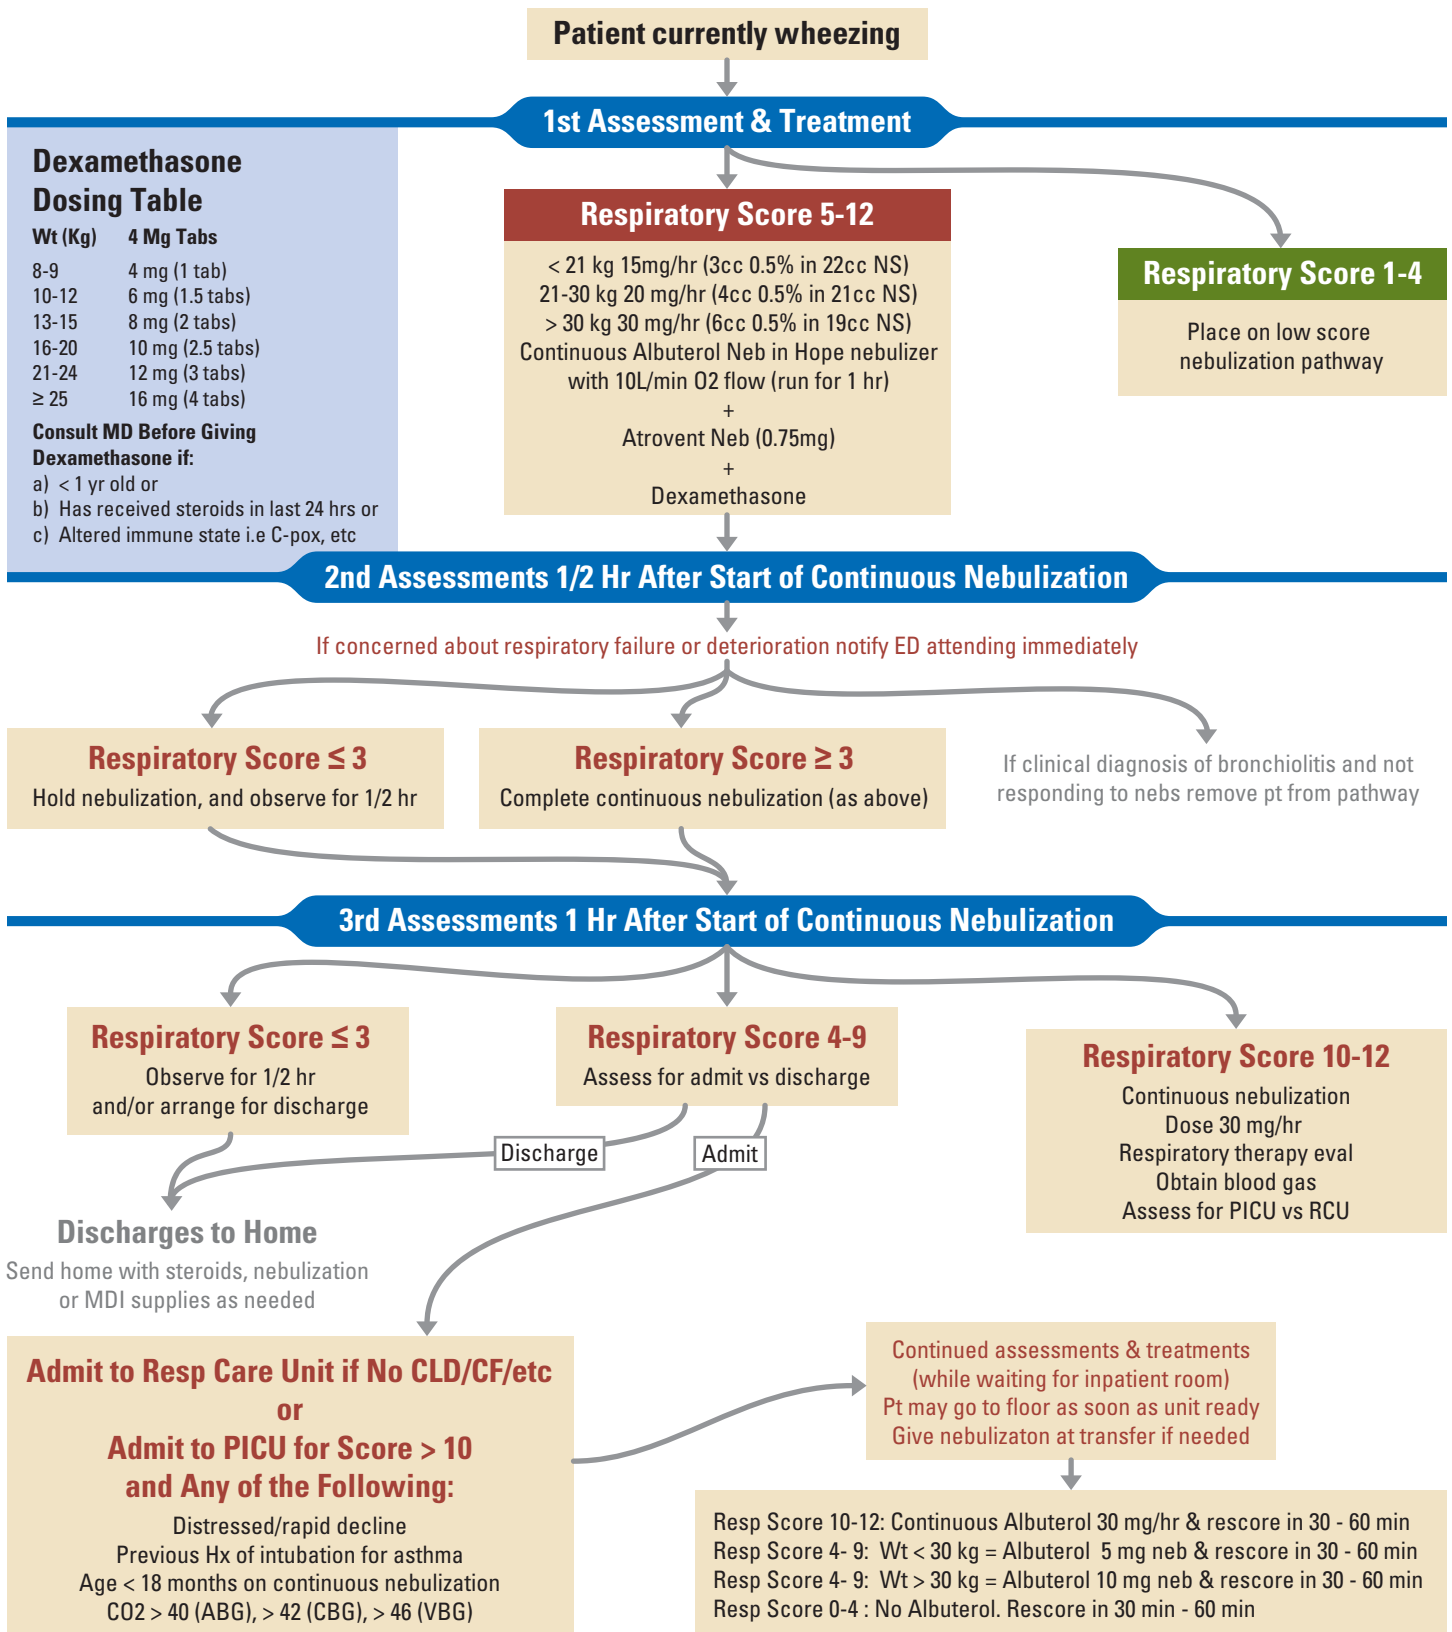 Patient currently wheezing
1st Assessment & Treatment
Dexamethasone
Dosing Table
Wt (Kg) 4 Mg Tabs
8-9 4 mg (1 tab)
10-12 6 mg (1.5 tabs)
13-15 8 mg (2 tabs)
16-20 10 mg (2.5 tabs)
21-24 12 mg (3 tabs)
≥ 25 16 mg (4 tabs)
Consult MD Before Giving
Dexamethasone if:
a) < 1 yr old or
b) Has received steroids in last 24 hrs or
c) Altered immune state i.e C-pox, etc
Respiratory Score 5-12
< 21 kg 15mg/hr (3cc 0.5% in 22cc NS)
21-30 kg 20 mg/hr (4cc 0.5% in 21cc NS)
> 30 kg 30 mg/hr (6cc 0.5% in 19cc NS)
Continuous Albuterol Neb in Hope nebulizer
with 10L/min O2 flow (run for 1 hr)
+
Atrovent Neb (0.75mg)
+
Dexamethasone
Respiratory Score 1-4
Place on low score
nebulization pathway
2nd Assessments 1/2 Hr After Start of Continuous Nebulization
If concerned about respiratory failure or deterioration notify ED attending immediately
Respiratory Score ≤ 3
Hold nebulization, and observe for 1/2 hr
Respiratory Score ≥ 3
Complete continuous nebulization (as above)
If clinical diagnosis of bronchiolitis and not
responding to nebs remove pt from pathway
3rd Assessments 1 Hr After Start of Continuous Nebulization
Respiratory Score ≤ 3
Observe for 1/2 hr
and/or arrange for discharge
Respiratory Score 4-9
Assess for admit vs discharge
Respiratory Score 10-12
Continuous nebulization
Dose 30 mg/hr
Respiratory therapy eval
Obtain blood gas
Assess for PICU vs RCU
Discharge
Admit
Discharges to Home
Send home with steroids, nebulization
or MDI supplies as needed
Admit to Resp Care Unit if No CLD/CF/etc
or
Admit to PICU for Score > 10
and Any of the Following:
Distressed/rapid decline
Previous Hx of intubation for asthma
Age < 18 months on continuous nebulization
CO2 > 40 (ABG), > 42 (CBG), > 46 (VBG)
Continued assessments & treatments
(while waiting for inpatient room)
Pt may go to floor as soon as unit ready
Give nebulizaton at transfer if needed
Resp Score 10-12: Continuous Albuterol 30 mg/hr & rescore in 30 - 60 min
Resp Score 4- 9: Wt < 30 kg = Albuterol 5 mg neb & rescore in 30 - 60 min
Resp Score 4- 9: Wt > 30 kg = Albuterol 10 mg neb & rescore in 30 - 60 min
Resp Score 0-4 : No Albuterol. Rescore in 30 min - 60 min